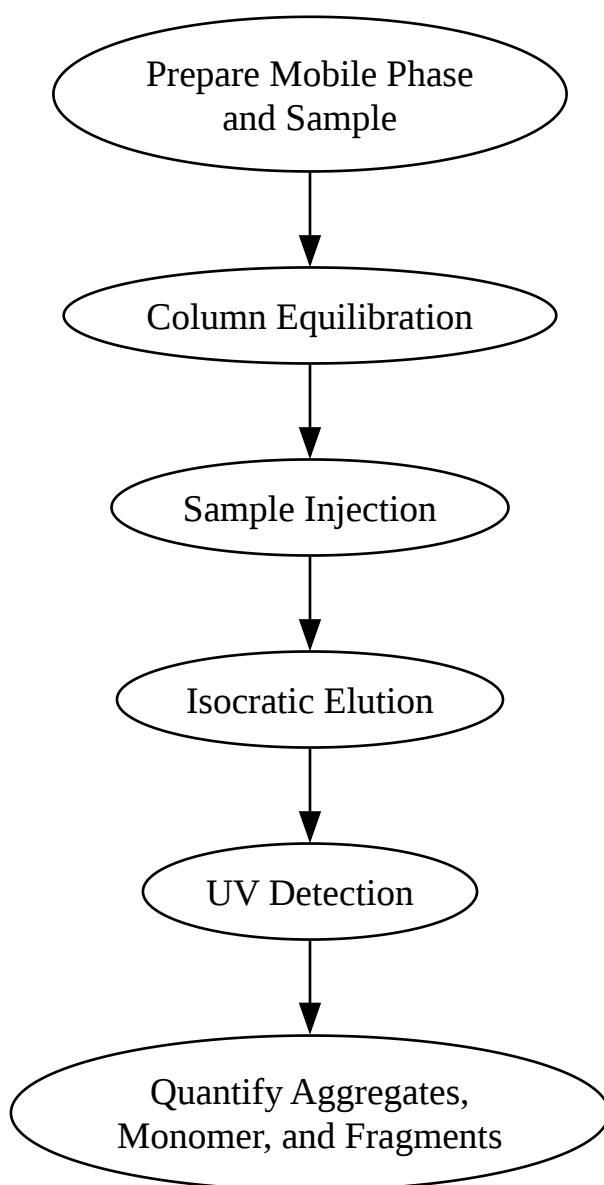 Prepare Mobile Phase
and Sample
Column Equilibration
Sample Injection
Isocratic Elution
UV Detection
Quantify Aggregates,
Monomer, and Fragments